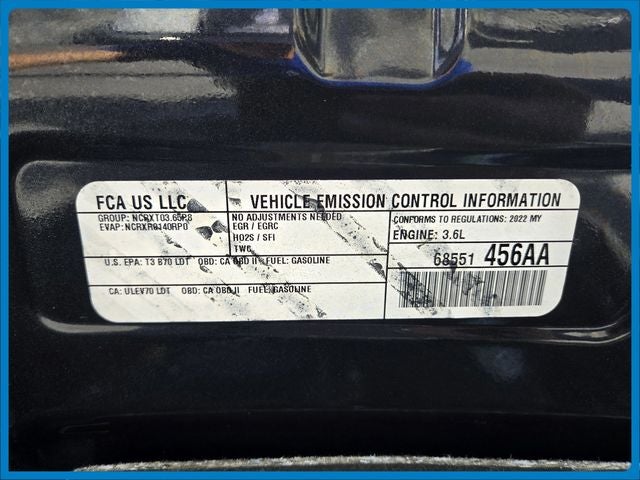 FCA US LLC
VEHICLE EMISSION CONTROL INFORMATION
GROUP: NCRXT03.65P8
EVAP: NCRXR0140RP0
NO ADJUSTMENTS NEEDED
EGR / EGRC
HO2S / SFI
TWC
CONFORMS TO REGULATIONS: 2022 MY
ENGINE: 3.6L
68551 456AA
U.S. EPA: T3 B70 LDT OBD: CA OBD II FUEL: GASOLINE
CA: ULEV70 LDT OBD: CA OBD II FUEL: GASOLINE